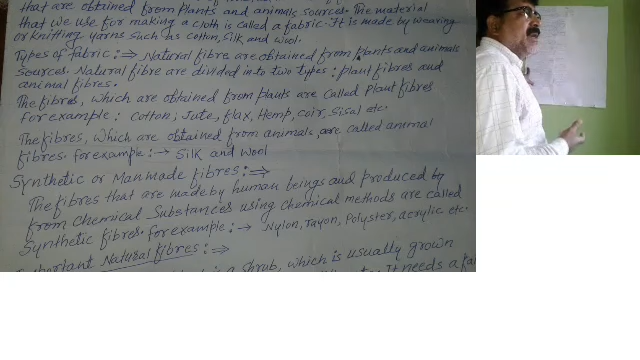 that are obtained from plants and animals sources. The material
that we use for making a cloth is called a fabric. It is made by weaving
or knitting yarns such as cotton, silk and wool.
Types of fabric :⇒ Natural fibre are obtained from plants and animals
sources. Natural fibre are divided into two types : plant fibres and
animal fibres.
The fibres, which are obtained from plants are called Plant fibres
for example : Cotton, Jute, flax, Hemp, coir, Sisal etc.
The fibres, which are obtained from animals, are called animal
fibres. for example :→ Silk and Wool
Synthetic or Manmade fibres :⇒
The fibres that are made by human beings and produced by
from Chemical Substances using chemical methods are called
Synthetic fibres. for example :→ Nylon, rayon, Polyster, acrylic etc.
Important Natural fibres :⇒
is a shrub, which is usually grown
It needs a